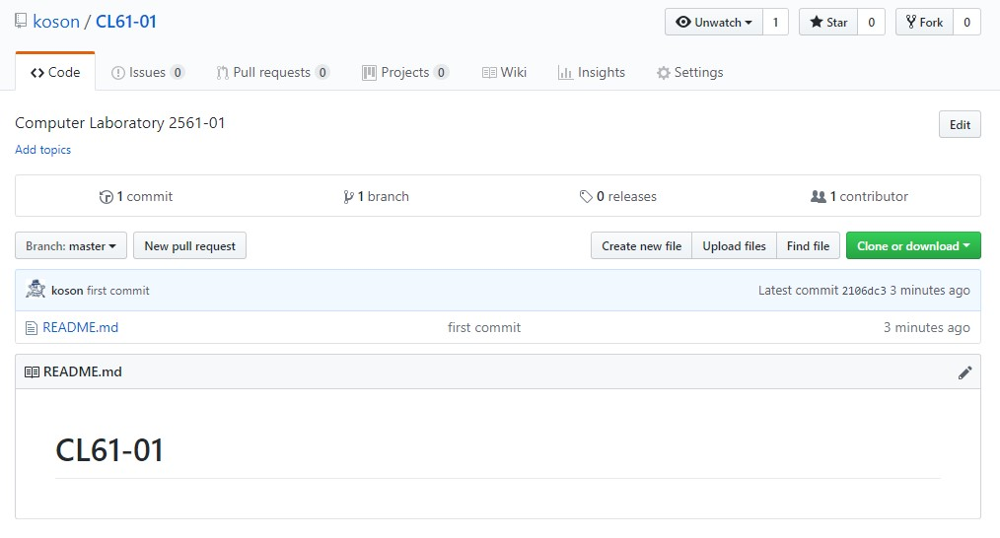 koson / CL61-01 Unwatch 1 Star 0 Fork 0
Code Issues 0 Pull requests 0 Projects 0 Wiki Insights Settings
Computer Laboratory 2561-01 Edit
Add topics
1 commit 1 branch 0 releases 1 contributor
Branch: master New pull request Create new file Upload files Find file Clone or download
koson first commit Latest commit 2106dc3 3 minutes ago
README.md first commit 3 minutes ago
README.md
CL61-01